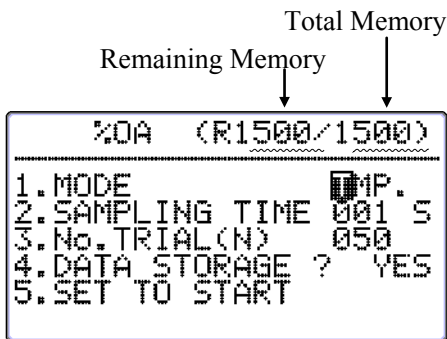 Total Memory
Remaining Memory
%OA (R1500/1500)
1.MODE TMP.
2.SAMPLING TIME 001 S
3.No.TRIAL(N) 050
4.DATA STORAGE ? YES
5.SET TO START